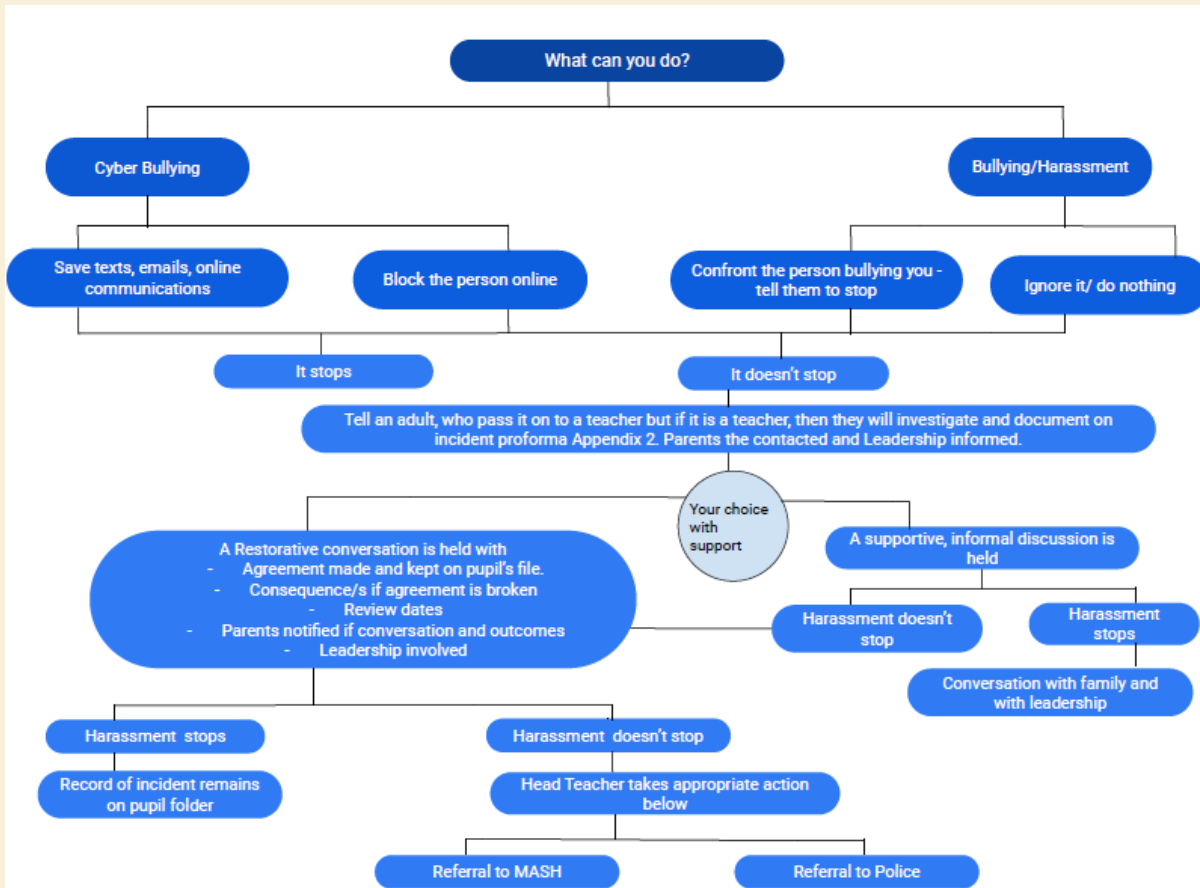 What can you do?
Cyber Bullying
Bullying/Harassment
Save texts, emails, online
communications
Block the person online
Confront the person bullying you -
tell them to stop
Ignore it/ do nothing
It stops
It doesn't stop
Tell an adult, who pass it on to a teacher but if it is a teacher, then they will investigate and document on
incident proforma Appendix 2. Parents the contacted and Leadership informed.
Your choice
with
support
A Restorative conversation is held with
- Agreement made and kept on pupil's file.
- Consequence/s if agreement is broken
- Review dates
- Parents notified if conversation and outcomes
- Leadership involved
A supportive, informal discussion is
held
Harassment doesn't
stop
Harassment
stops
Conversation with family and
with leadership
Harassment stops
Harassment doesn't stop
Record of incident remains
on pupil folder
Head Teacher takes appropriate action
below
Referral to MASH
Referral to Police